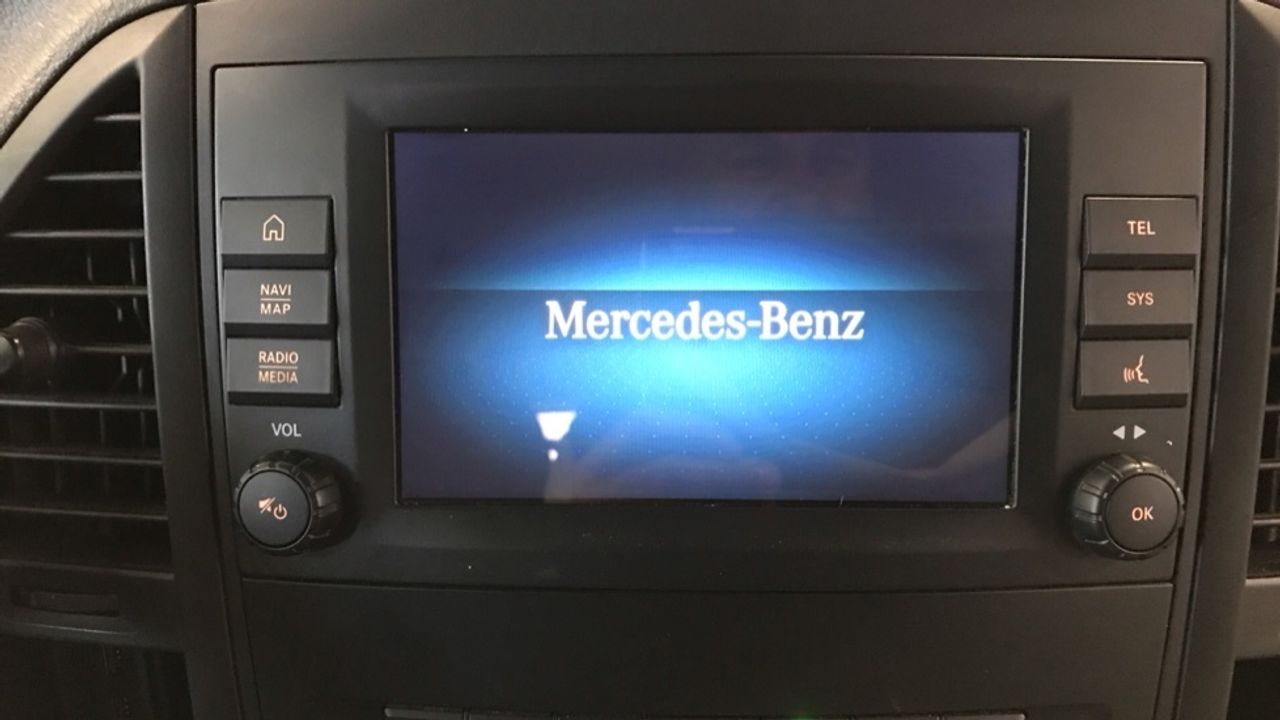 NAVI
MAP
RADIO
MEDIA
VOL
Mercedes-Benz
TEL
SYS
OK